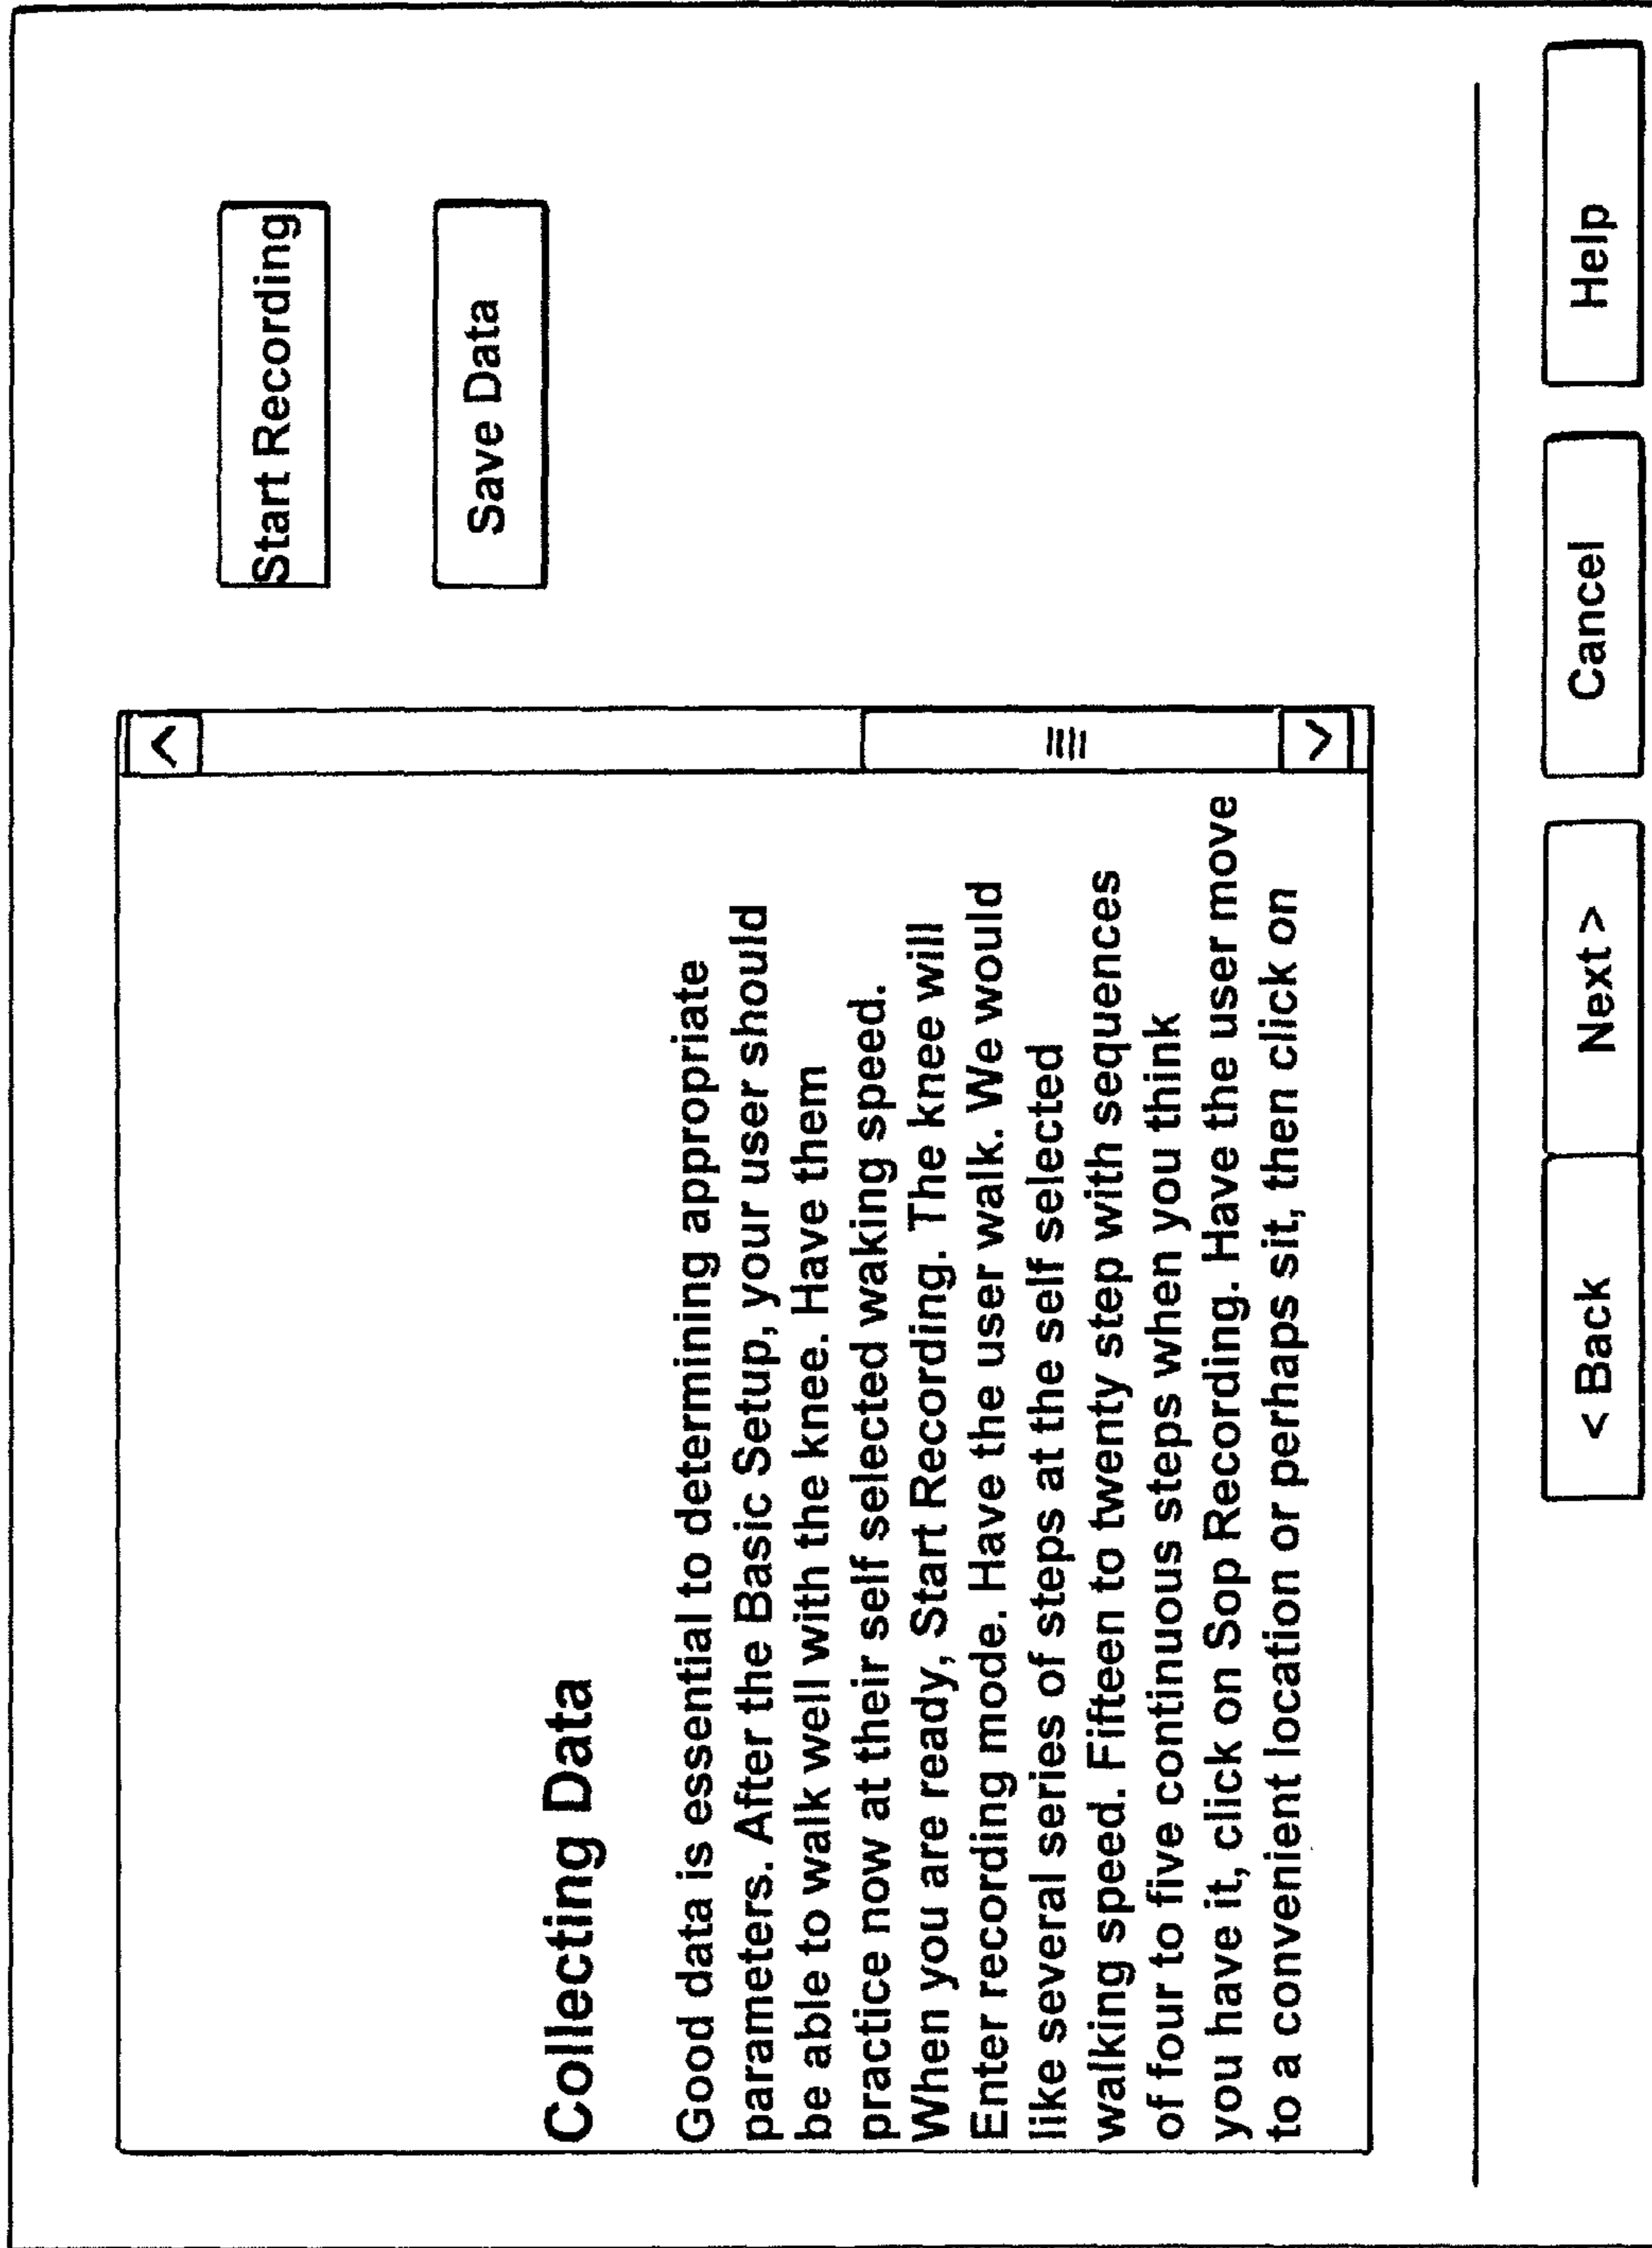 Collecting Data
Good data is essential to determining appropriate
parameters. After the Basic Setup, your user should
be able to walk well with the knee. Have them
practice now at their self selected waking speed.
When you are ready, Start Recording. The knee will
Enter recording mode. Have the user walk. We would
like several series of steps at the self selected
walking speed. Fifteen to twenty step with sequences
of four to five continuous steps when you think
you have it, click on Sop Recording. Have the user move
to a convenient location or perhaps sit, then click on
Start Recording
Save Data
< Back
Next >
Cancel
Help